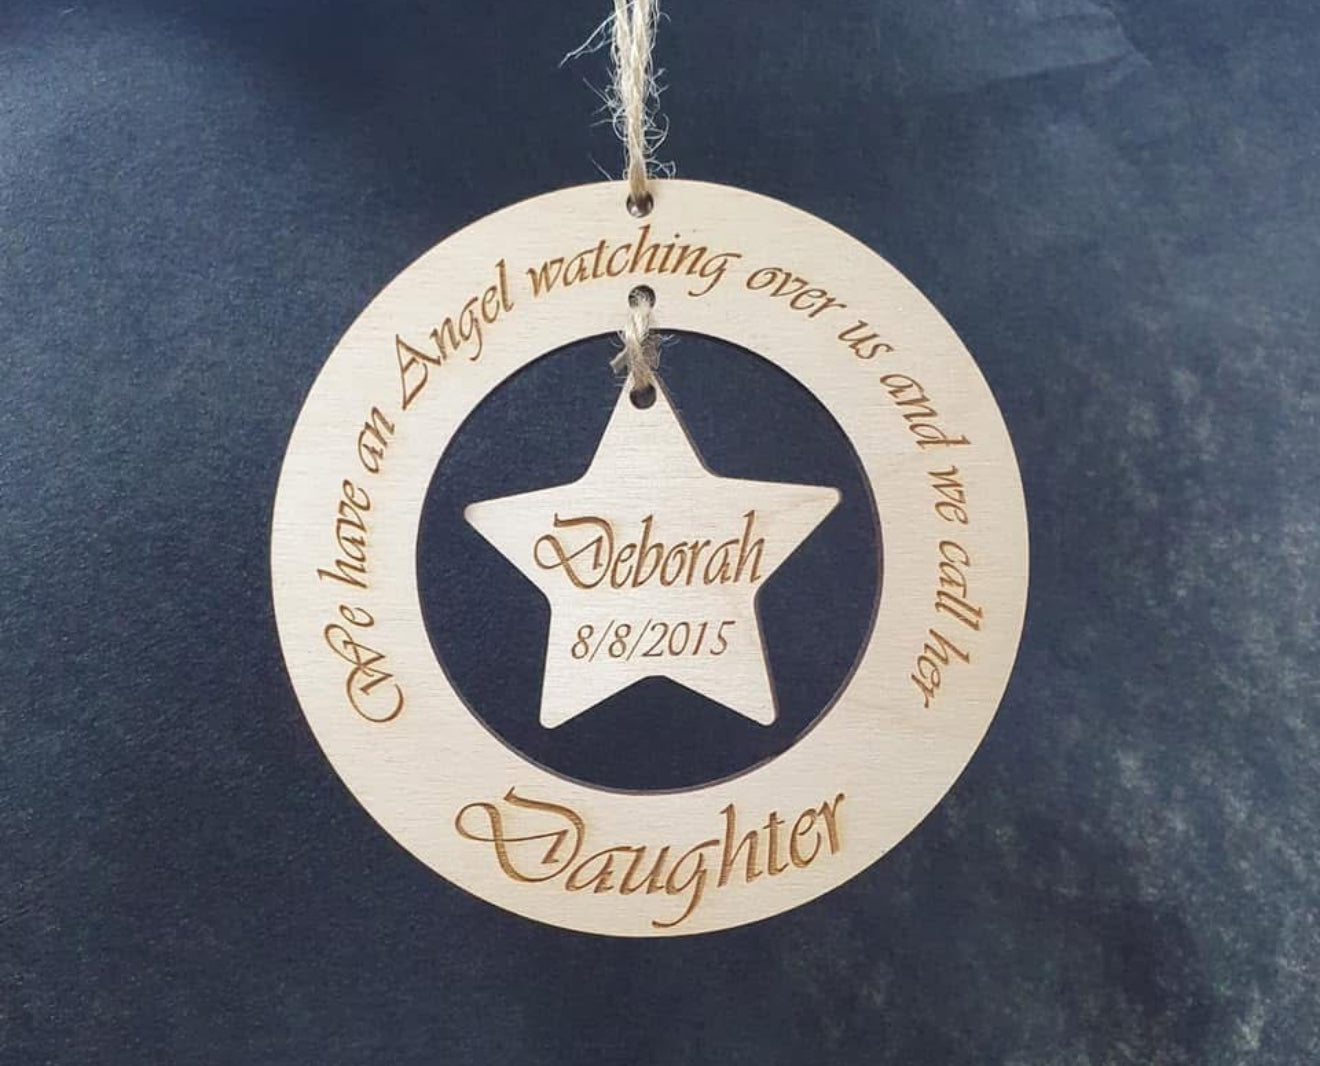 We have an Angel watching over us and we call her
Daughter
Deborah
8/8/2015